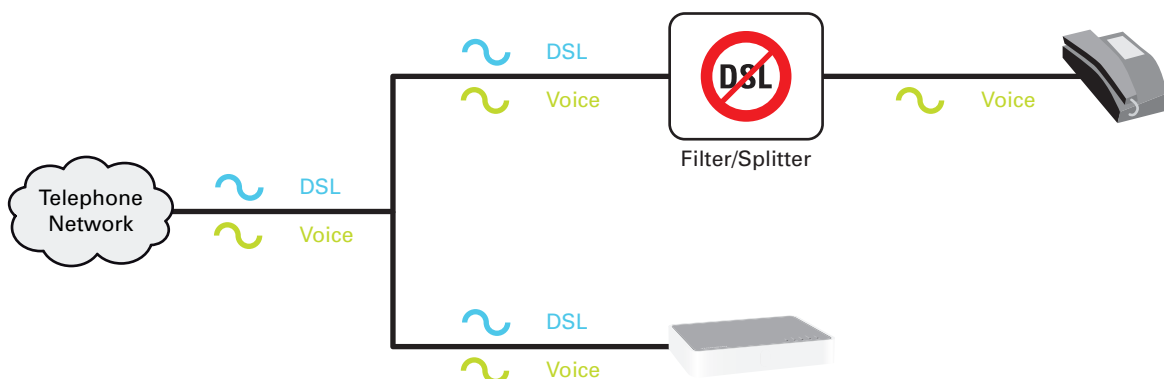 DSL
Voice
DSL
Filter/Splitter
Voice
Telephone
Network
DSL
Voice
DSL
Voice